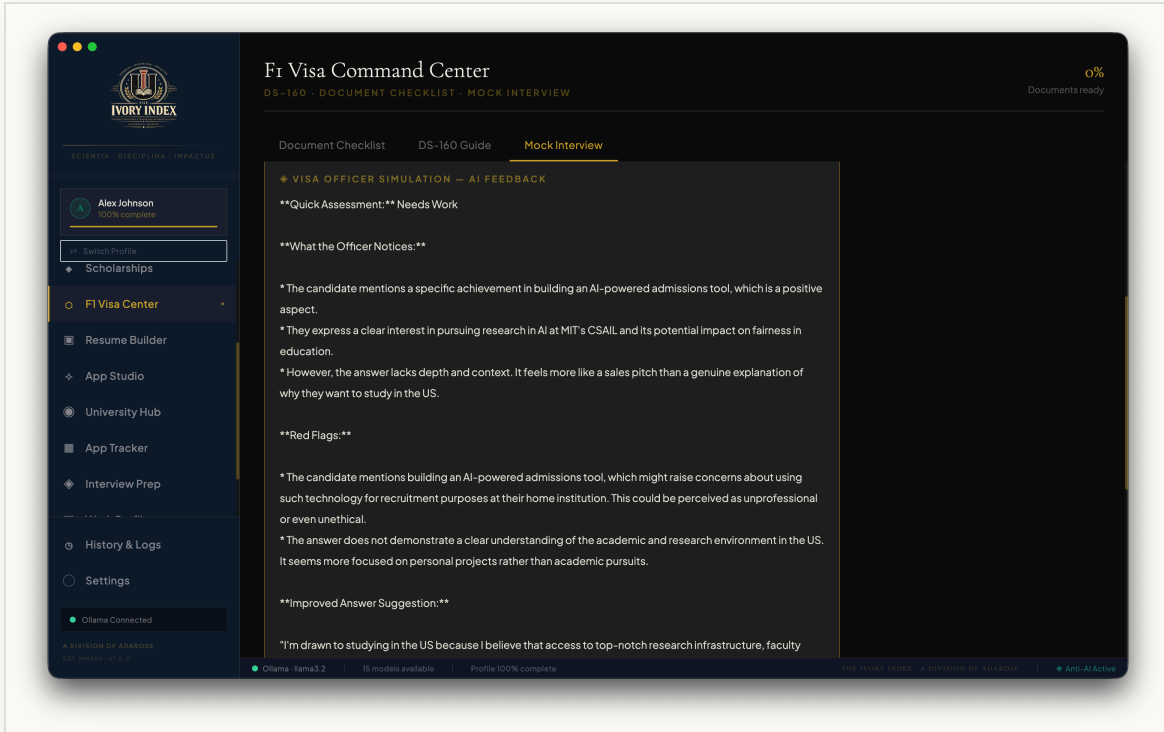 THE
IVORY INDEX
SCIENTIA · DISCIPLINA · IMPACTUS
A
Alex Johnson
100% complete
Switch Profile
Scholarships
F1 Visa Center
Resume Builder
App Studio
University Hub
App Tracker
Interview Prep
History & Logs
Settings
Ollama Connected
A DIVISION OF ADAROSE
EST. MMXXV · V1.0.0
F1 Visa Command Center
DS-160 · DOCUMENT CHECKLIST · MOCK INTERVIEW
0%
Documents ready
Document Checklist
DS-160 Guide
Mock Interview
◈ VISA OFFICER SIMULATION — AI FEEDBACK
**Quick Assessment:** Needs Work
**What the Officer Notices:**
* The candidate mentions a specific achievement in building an AI-powered admissions tool, which is a positive
aspect.
* They express a clear interest in pursuing research in AI at MIT's CSAIL and its potential impact on fairness in
education.
* However, the answer lacks depth and context. It feels more like a sales pitch than a genuine explanation of
why they want to study in the US.
**Red Flags:**
* The candidate mentions building an AI-powered admissions tool, which might raise concerns about using
such technology for recruitment purposes at their home institution. This could be perceived as unprofessional
or even unethical.
* The answer does not demonstrate a clear understanding of the academic and research environment in the US.
It seems more focused on personal projects rather than academic pursuits.
**Improved Answer Suggestion:**
"I'm drawn to studying in the US because I believe that access to top-notch research infrastructure, faculty
Ollama · llama3.2
15 models available
Profile 100% complete
THE IVORY INDEX · A DIVISION OF ADAROSE
◈ Anti-AI Active